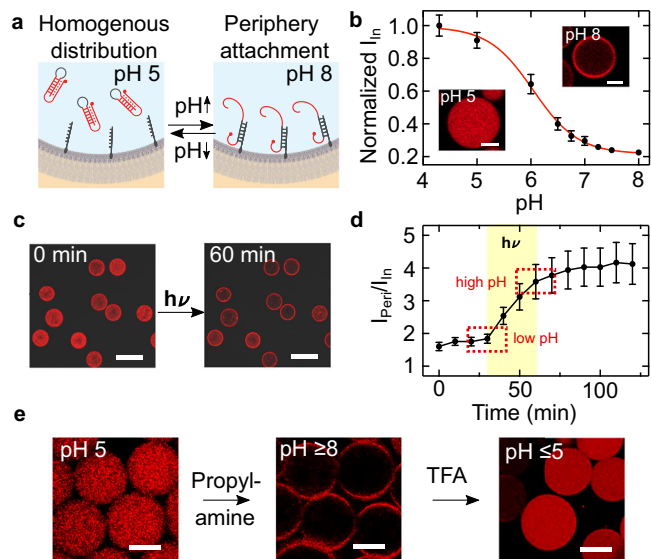 a
Homogenous
distribution
Periphery
attachment
pH 5
pH 8
pH↑
pH↓
b
Normalized I_In
1.0
0.8
0.6
0.4
0.2
pH 8
pH 5
4
5
6
7
8
pH
c
0 min
hν
60 min
d
I_Peri/I_In
5
4
3
2
1
hν
high pH
low pH
0
50
100
Time (min)
e
pH 5
Propyl-
amine
pH ≥8
TFA
pH ≤5